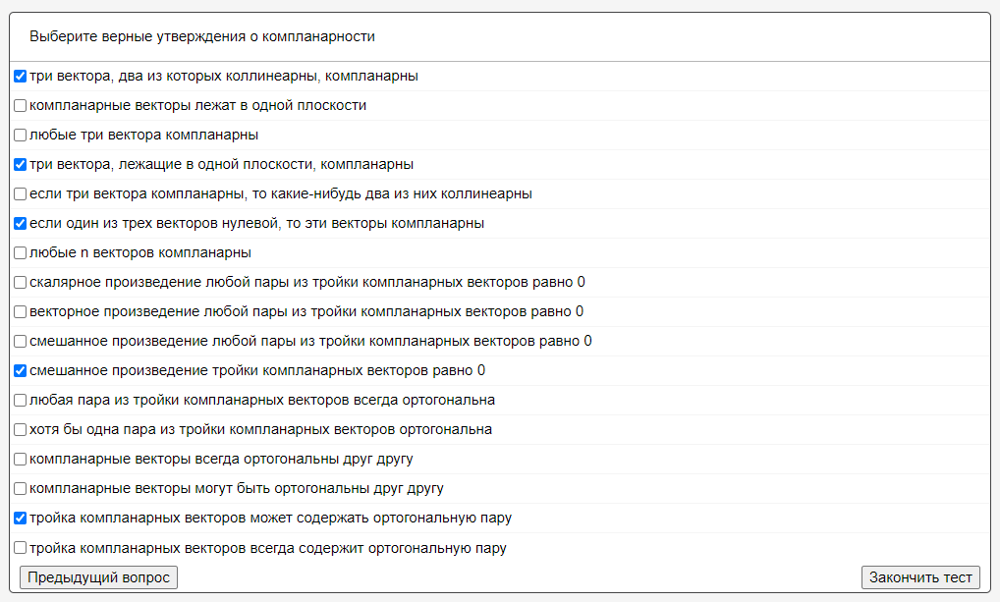 Выберите верные утверждения о компланарности
три вектора, два из которых коллинеарны, компланарны
компланарные векторы лежат в одной плоскости
любые три вектора компланарны
три вектора, лежащие в одной плоскости, компланарны
если три вектора компланарны, то какие-нибудь два из них коллинеарны
если один из трех векторов нулевой, то эти векторы компланарны
любые n векторов компланарны
скалярное произведение любой пары из тройки компланарных векторов равно 0
векторное произведение любой пары из тройки компланарных векторов равно 0
смешанное произведение любой пары из тройки компланарных векторов равно 0
смешанное произведение тройки компланарных векторов равно 0
любая пара из тройки компланарных векторов всегда ортогональна
хотя бы одна пара из тройки компланарных векторов ортогональна
компланарные векторы всегда ортогональны друг другу
компланарные векторы могут быть ортогональны друг другу
тройка компланарных векторов может содержать ортогональную пару
тройка компланарных векторов всегда содержит ортогональную пару
Предыдущий вопрос
Закончить тест